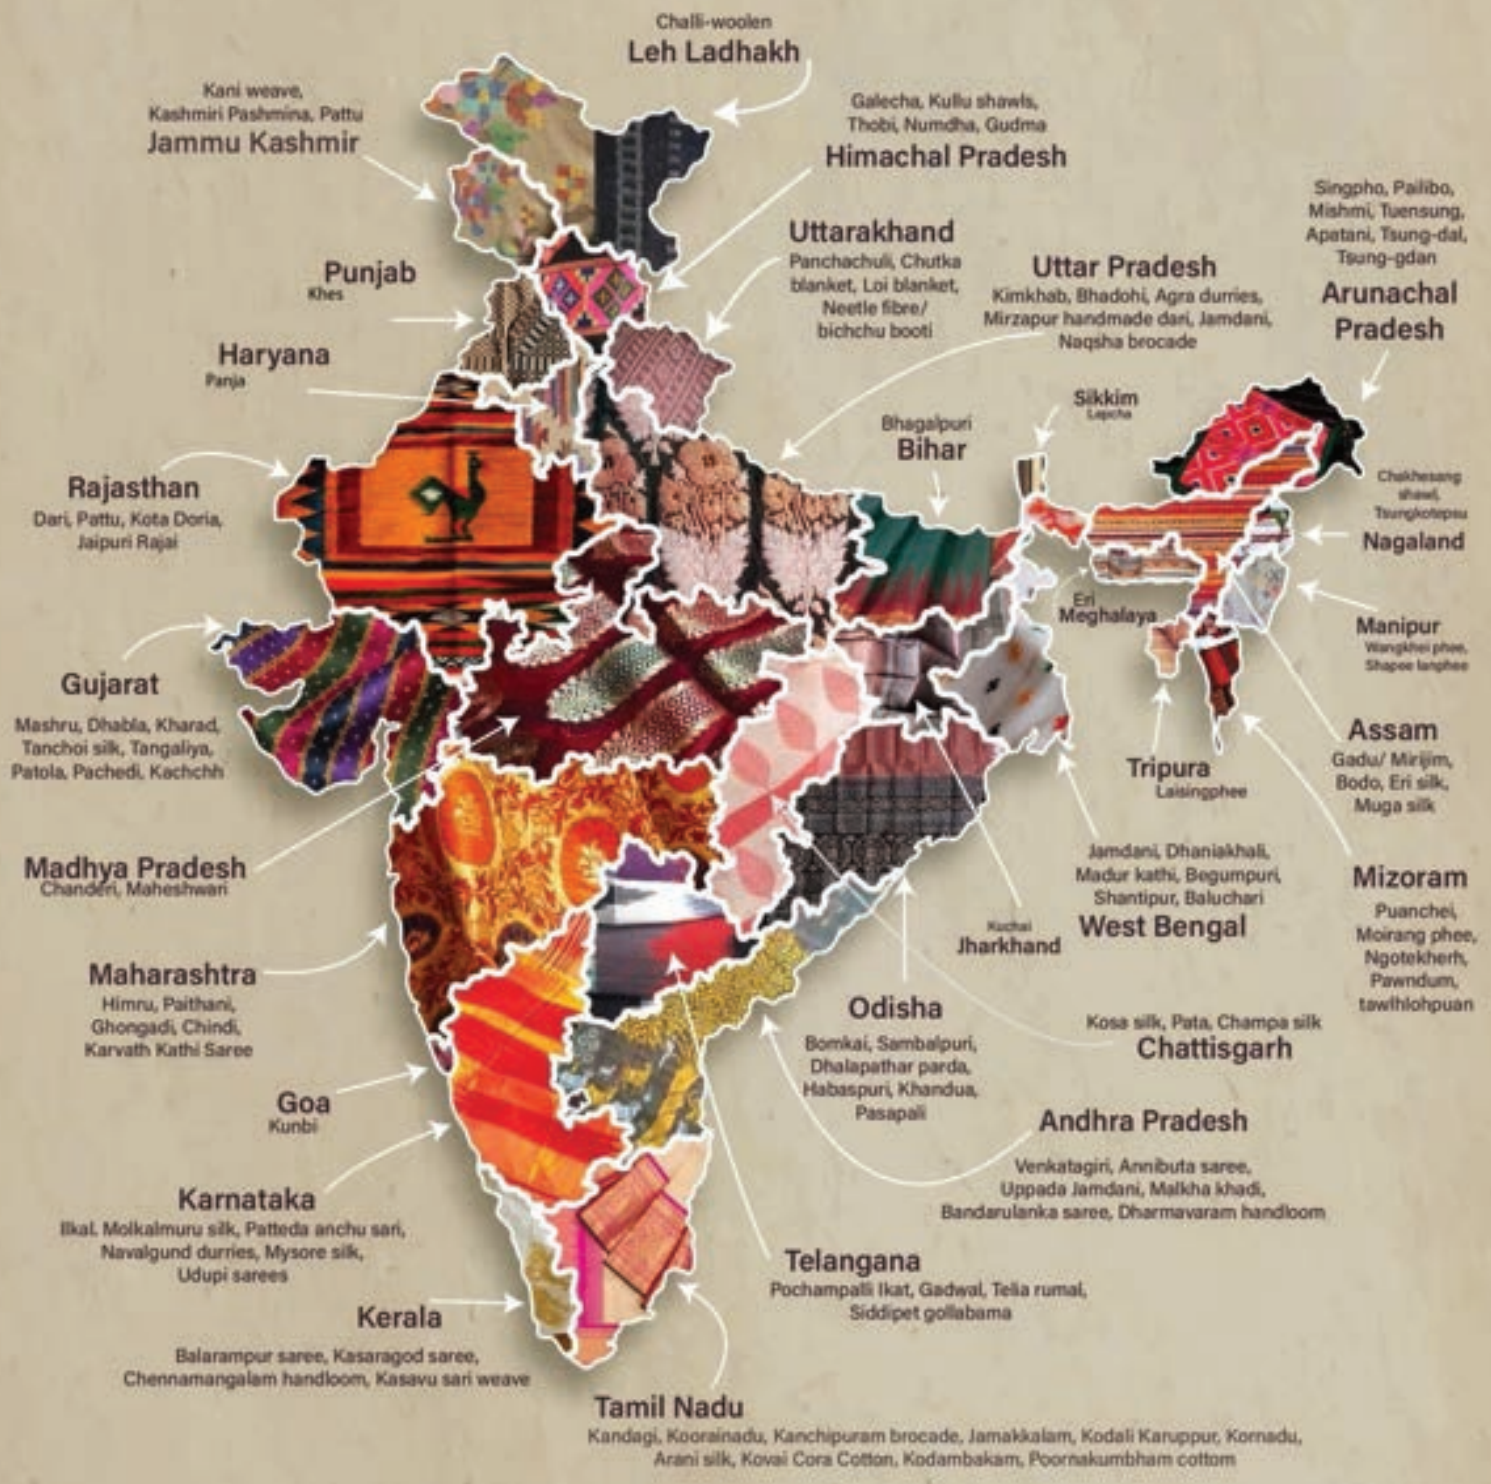 Challi-woolen
Leh Ladhakh
Kani weave,
Kashmiri Pashmina, Pattu
Jammu Kashmir
Galecha, Kullu shawls,
Thobi, Numdha, Gudma
Himachal Pradesh
Singpho, Pailibo,
Mishmi, Tuensung,
Apatani, Tsung-dal,
Tsung-gdan
Arunachal
Pradesh
Uttarakhand
Panchachuli, Chutka
blanket, Loi blanket,
Neetle fibre/
bichchu booti
Uttar Pradesh
Kimkhab, Bhadohi, Agra durries,
Mirzapur handmade dari, Jamdani,
Naqsha brocade
Punjab
Khes
Haryana
Panja
Sikkim
Lepcha
Bhagalpuri
Bihar
Rajasthan
Dari, Pattu, Kota Doria,
Jaipuri Rajai
Chakhesang
shawl,
Tsungkotepsu
Nagaland
Eri
Meghalaya
Manipur
Wangkhei phee,
Shapee lanphee
Gujarat
Mashru, Dhabla, Kharad,
Tanchoi silk, Tangaliya,
Patola, Pachedi, Kachchh
Assam
Gadu/ Mirijim,
Bodo, Eri silk,
Muga silk
Tripura
Laisingphee
Madhya Pradesh
Chanderi, Maheshwari
Jamdani, Dhaniakhali,
Madur kathi, Begumpuri,
Shantipur, Baluchari
West Bengal
Mizoram
Puanchei,
Moirang phee,
Ngotekherh,
Pawndum,
tawlhlohpuan
Kuchai
Jharkhand
Maharashtra
Himru, Paithani,
Ghongadi, Chindi,
Karvath Kathi Saree
Odisha
Bomkai, Sambalpuri,
Dhalapathar parda,
Habaspuri, Khandua,
Pasapali
Kosa silk, Pata, Champa silk
Chattisgarh
Goa
Kunbi
Andhra Pradesh
Venkatagiri, Annibuta saree,
Uppada Jamdani, Malkha khadi,
Bandarulanka saree, Dharmavaram handloom
Karnataka
Ilkal. Molkalmuru silk, Patteda anchu sari,
Navalgund durries, Mysore silk,
Udupi sarees
Telangana
Pochampalli Ikat, Gadwal, Telia rumal,
Siddipet gollabama
Kerala
Balarampur saree, Kasaragod saree,
Chennamangalam handloom, Kasavu sari weave
Tamil Nadu
Kandagi, Koorainadu, Kanchipuram brocade, Jamakkalam, Kodali Karuppur, Kornadu,
Arani silk, Kovai Cora Cotton, Kodambakam, Poornakumbham cottom